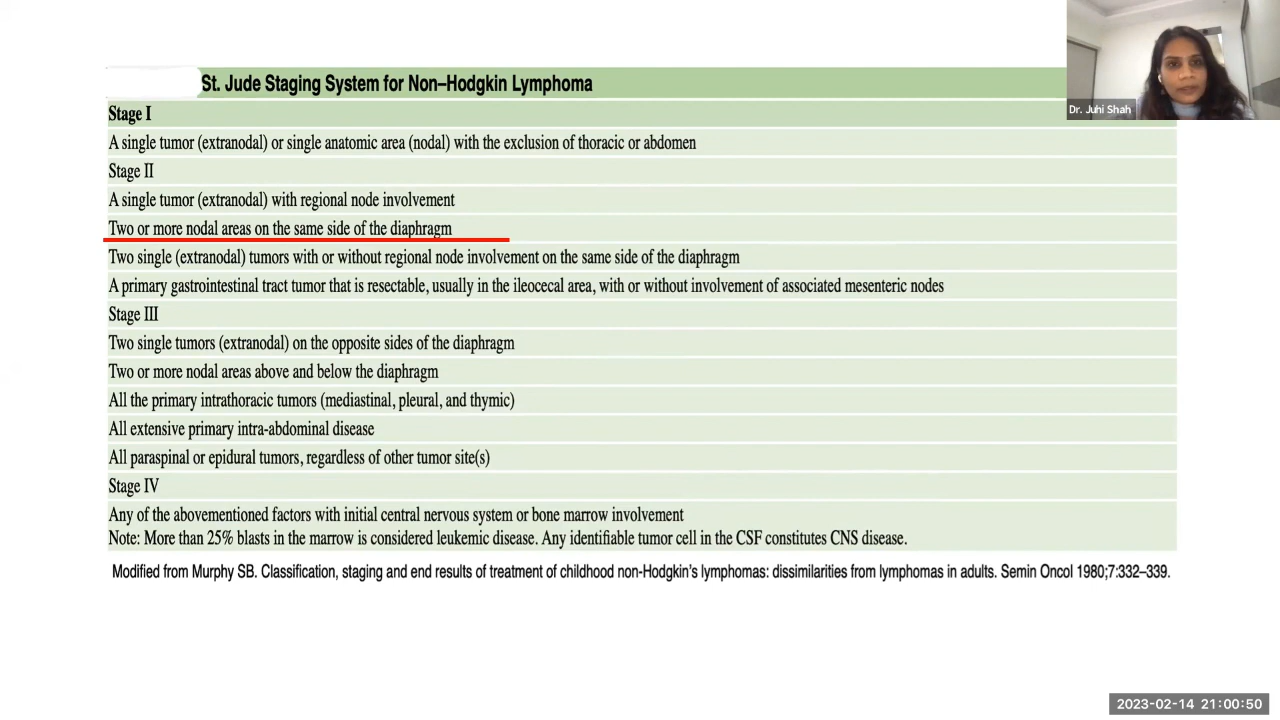 St. Jude Staging System for Non–Hodgkin Lymphoma
Dr. Juhi Shah
Stage I
A single tumor (extranodal) or single anatomic area (nodal) with the exclusion of thoracic or abdomen
Stage II
A single tumor (extranodal) with regional node involvement
Two or more nodal areas on the same side of the diaphragm
Two single (extranodal) tumors with or without regional node involvement on the same side of the diaphragm
A primary gastrointestinal tract tumor that is resectable, usually in the ileocecal area, with or without involvement of associated mesenteric nodes
Stage III
Two single tumors (extranodal) on the opposite sides of the diaphragm
Two or more nodal areas above and below the diaphragm
All the primary intrathoracic tumors (mediastinal, pleural, and thymic)
All extensive primary intra-abdominal disease
All paraspinal or epidural tumors, regardless of other tumor site(s)
Stage IV
Any of the abovementioned factors with initial central nervous system or bone marrow involvement
Note: More than 25% blasts in the marrow is considered leukemic disease. Any identifiable tumor cell in the CSF constitutes CNS disease.
Modified from Murphy SB. Classification, staging and end results of treatment of childhood non-Hodgkin's lymphomas: dissimilarities from lymphomas in adults. Semin Oncol 1980;7:332–339.
2023-02-14 21:00:50